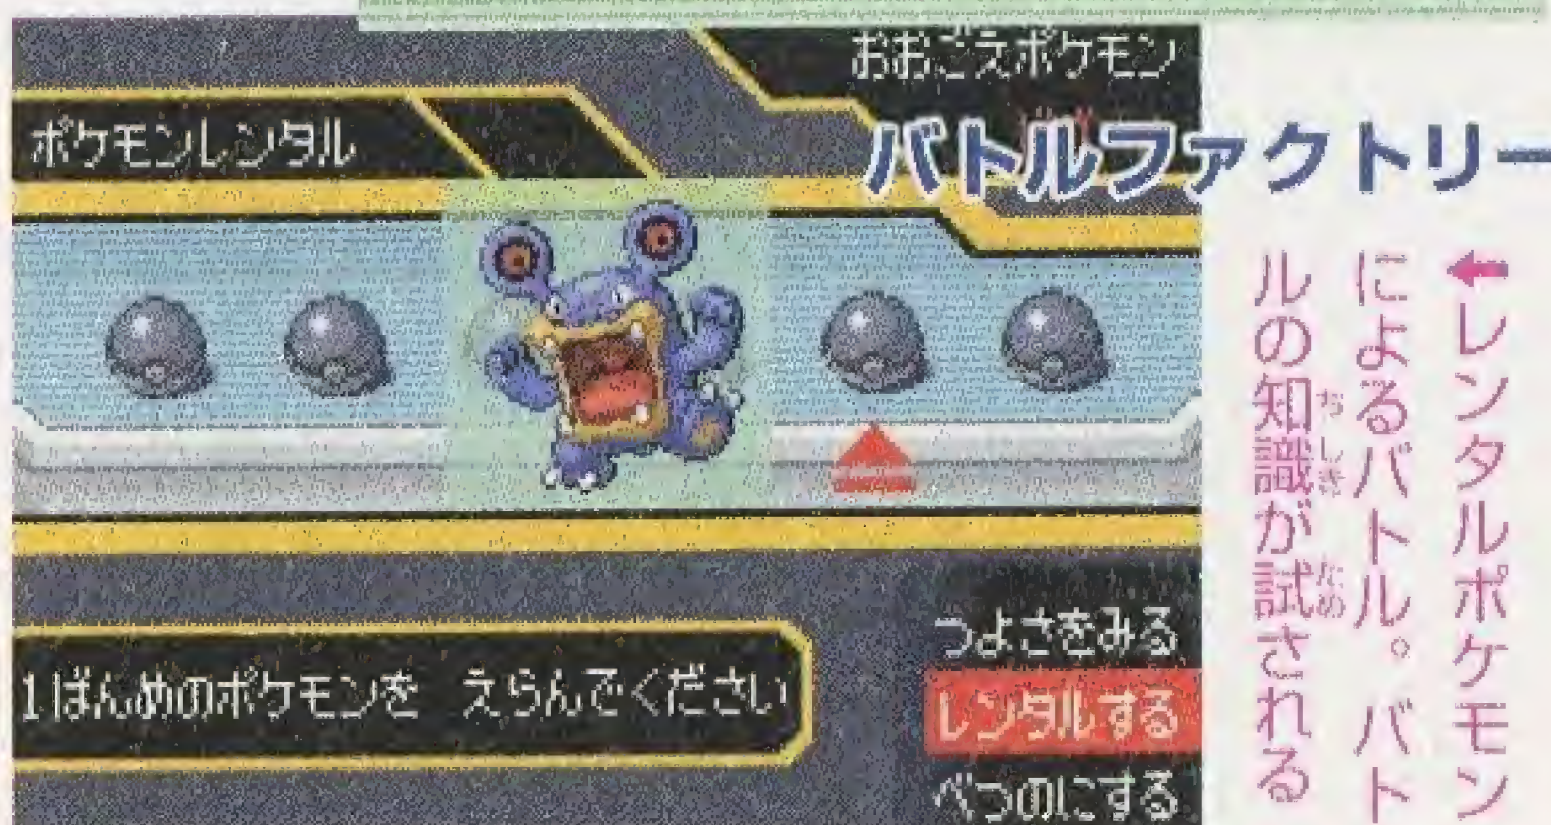 おおごえポケモン
ポケモンレンタル
バトルファクトリー
←レンタルポケモン
によるバトル。バト
ルの知識が試される
1ばんめのポケモンを えらんでください
つよさをみる
レンタルする
べつのにする